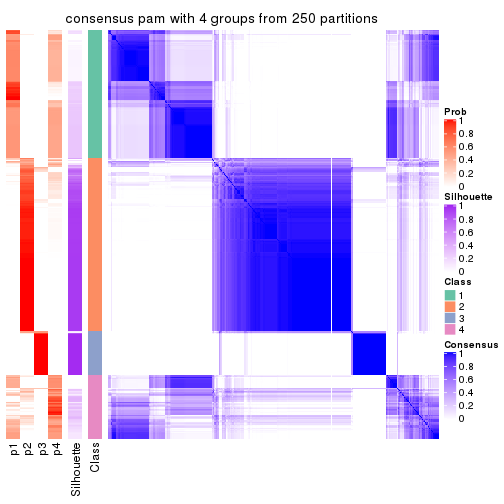 consensus pam with 4 groups from 250 partitions
Prob
1
0.8
0.6
0.4
0.2
0
Silhouette
1
0.8
0.6
0.4
0.2
0
Class
1
2
3
4
Consensus
1
0.8
0.6
0.4
0.2
0
p1
p2
p3
p4
Silhouette
Class